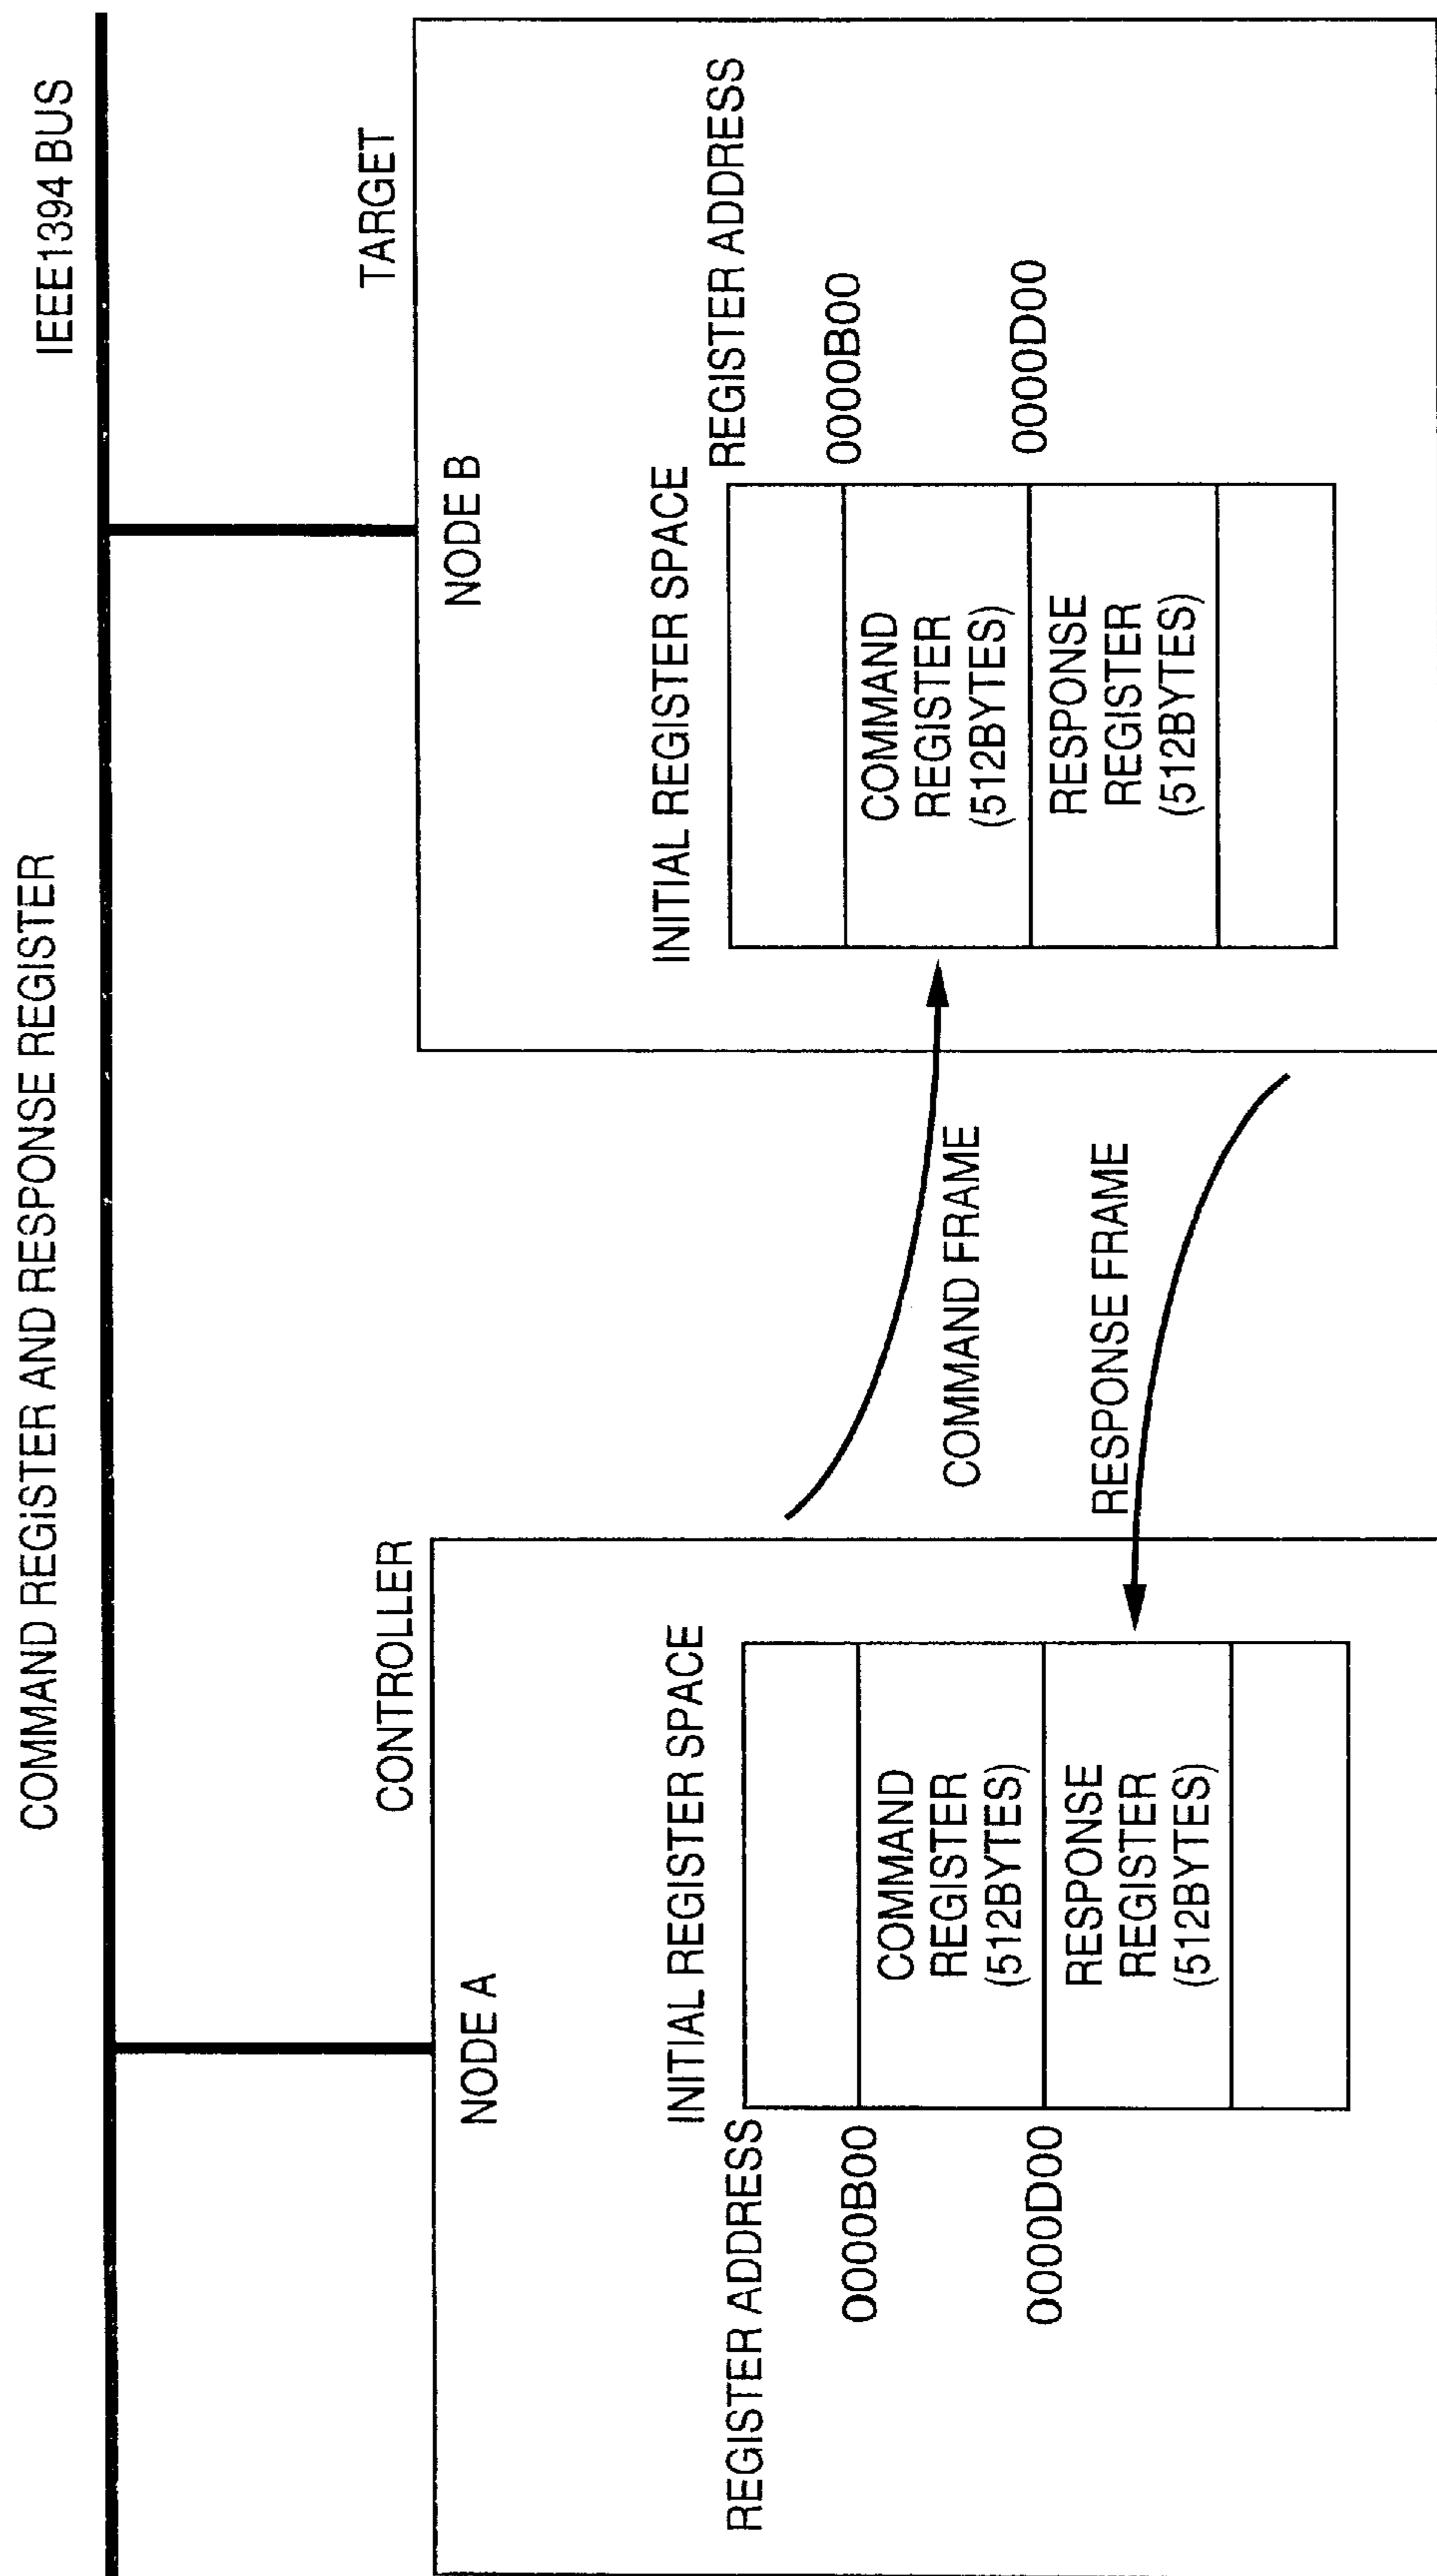 COMMAND REGISTER AND RESPONSE REGISTER
IEEE1394 BUS
CONTROLLER
NODE A
INITIAL REGISTER SPACE
REGISTER ADDRESS
0000B00
0000D00
COMMAND
REGISTER
(512BYTES)
RESPONSE
REGISTER
(512BYTES)
COMMAND FRAME
RESPONSE FRAME
TARGET
NODE B
INITIAL REGISTER SPACE
REGISTER ADDRESS
0000B00
0000D00
COMMAND
REGISTER
(512BYTES)
RESPONSE
REGISTER
(512BYTES)